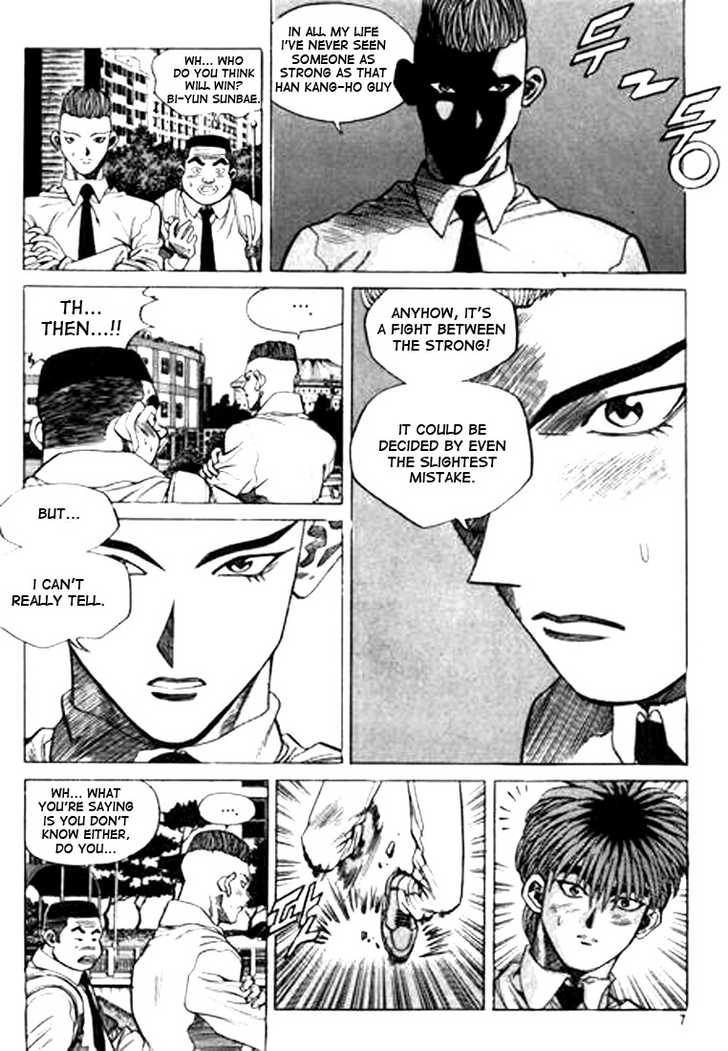 WH... WHO
DO YOU THINK
WILL WIN?
BI-YUN SUNBAE.
IN ALL MY LIFE
I'VE NEVER SEEN
SOMEONE AS
STRONG AS THAT
HAN KANG-HO GUY
두
둥
TH...
THEN...!!
...
ANYHOW, IT'S
A FIGHT BETWEEN
THE STRONG!
IT COULD BE
DECIDED BY EVEN
THE SLIGHTEST
MISTAKE.
BUT...
I CAN'T
REALLY TELL.
WH... WHAT
YOU'RE SAYING
IS YOU DON'T
KNOW EITHER,
DO YOU...
...
팟
7